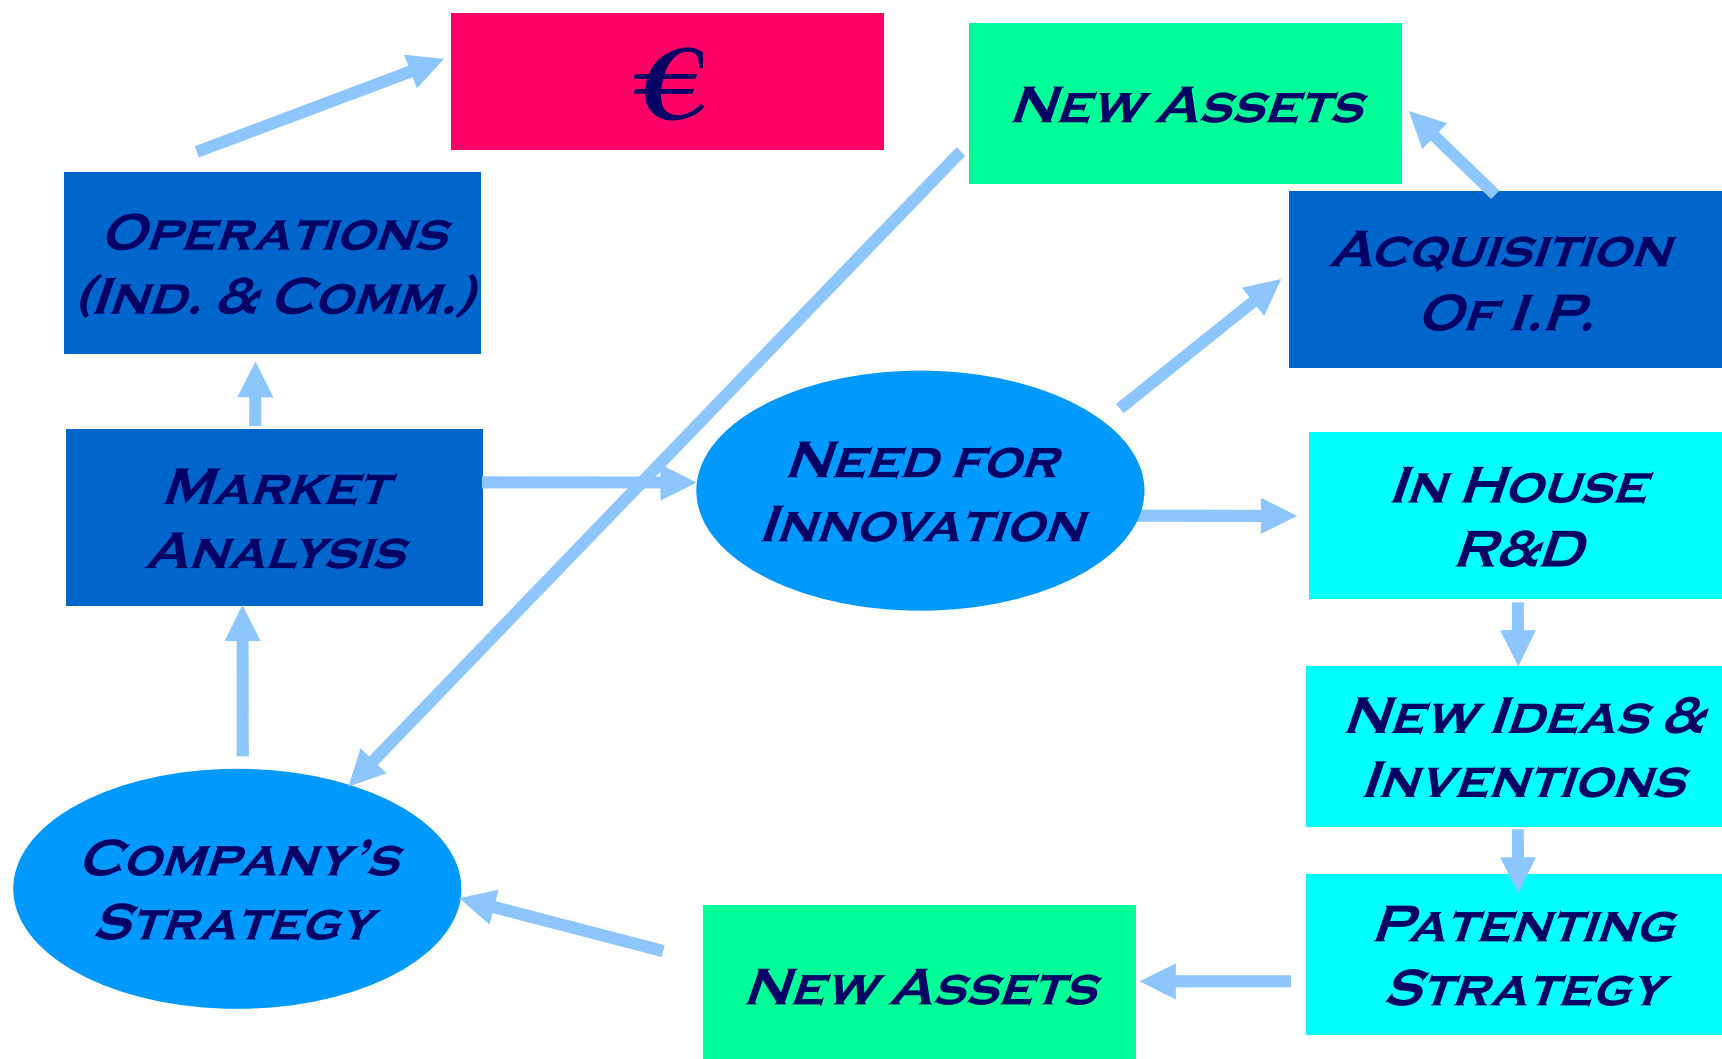 €
New Assets
Operations
(Ind. & Comm.)
Acquisition
Of I.P.
Market
Analysis
Need for
Innovation
In House
R&D
New Ideas &
Inventions
Company’s
Strategy
Patenting
Strategy
New Assets